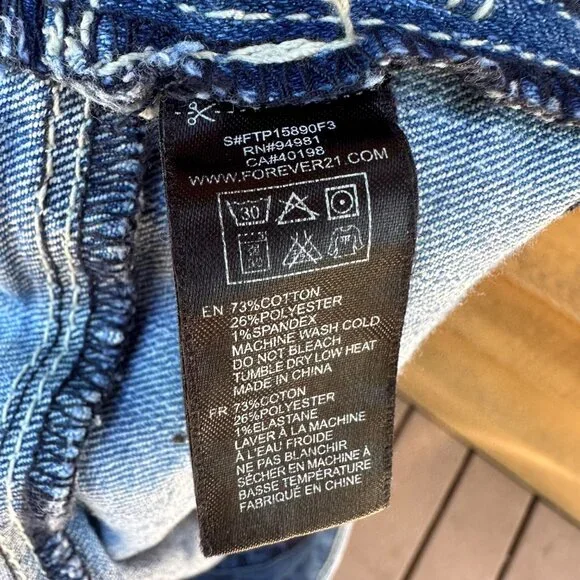 S#FTP15890F3
RN#94981
CA#40198
WWW.FOREVER21.COM
30
EN 73%COTTON
26%POLYESTER
1%SPANDEX
MACHINE WASH COLD
DO NOT BLEACH
TUMBLE DRY LOW HEAT
MADE IN CHINA
FR 73%COTON
26%POLYESTER
1%ELASTANE
LAVER À LA MACHINE
À L'EAU FROIDE
NE PAS BLANCHIR
SÉCHER EN MACHINE À
BASSE TEMPÉRATURE
FABRIQUÉ EN CHINE